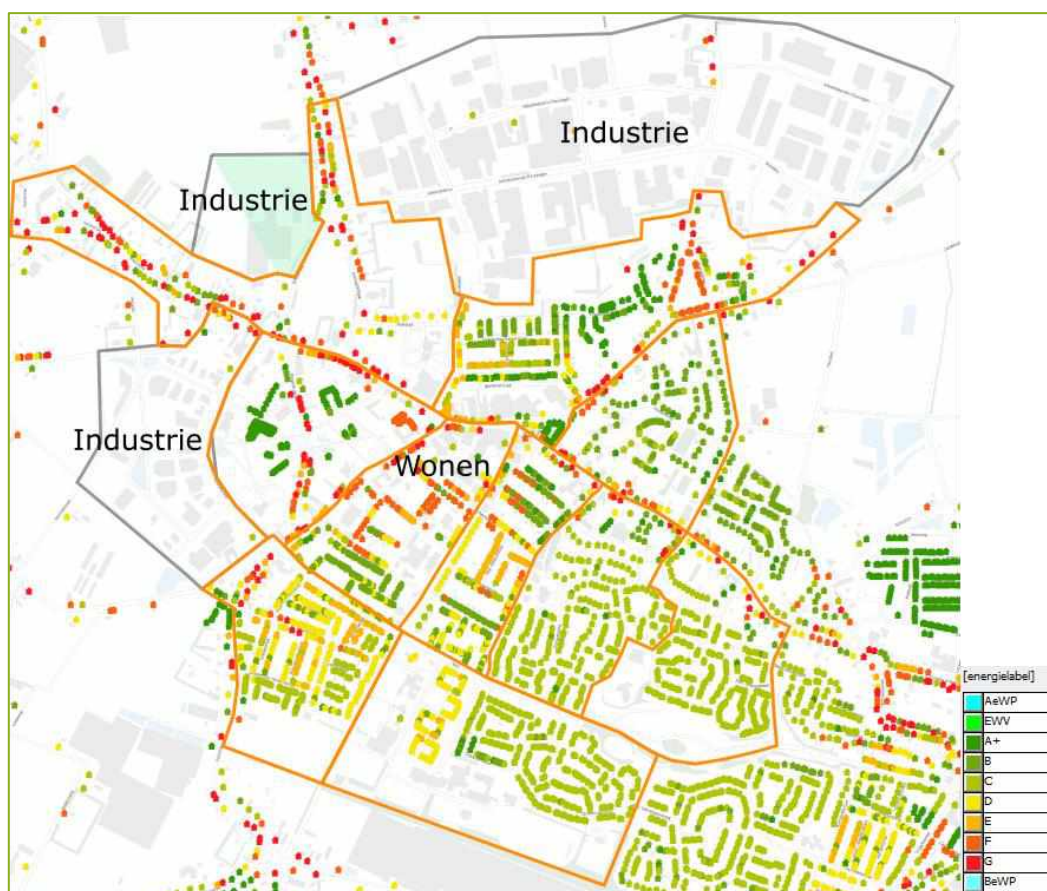 Industrie
Industrie
Industrie
Wonen
[energielabel]
AeWP
EWV
A+
B
C
D
E
F
G
BeWP